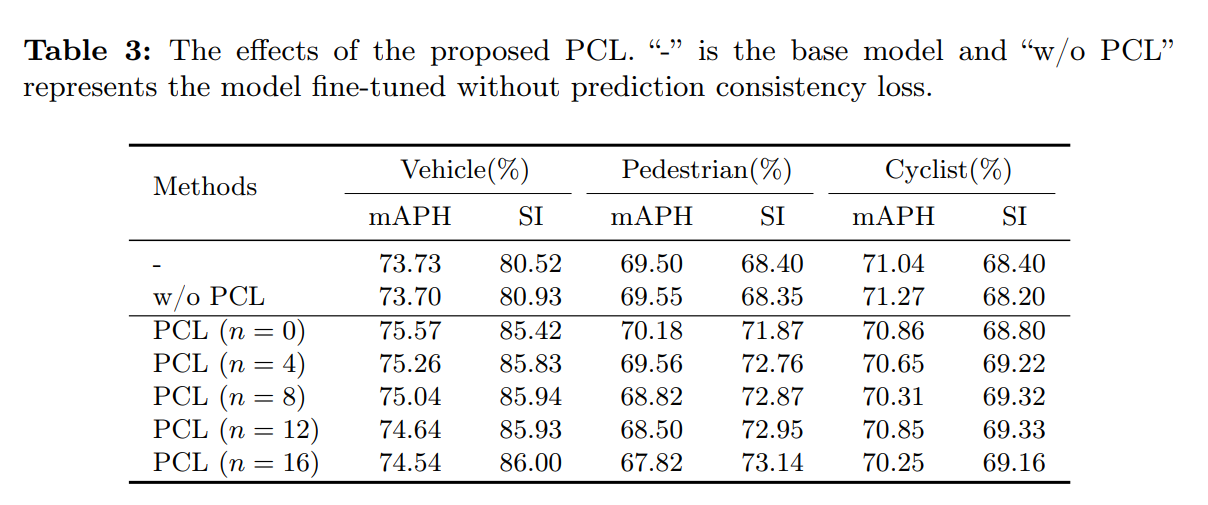 Table 3: The effects of the proposed PCL. “-” is the base model and “w/o PCL”
represents the model fine-tuned without prediction consistency loss.
Methods Vehicle(%) Pedestrian(%) Cyclist(%)
mAPH SI mAPH SI mAPH SI
- 73.73 80.52 69.50 68.40 71.04 68.40
w/o PCL 73.70 80.93 69.55 68.35 71.27 68.20
PCL (n = 0) 75.57 85.42 70.18 71.87 70.86 68.80
PCL (n = 4) 75.26 85.83 69.56 72.76 70.65 69.22
PCL (n = 8) 75.04 85.94 68.82 72.87 70.31 69.32
PCL (n = 12) 74.64 85.93 68.50 72.95 70.85 69.33
PCL (n = 16) 74.54 86.00 67.82 73.14 70.25 69.16